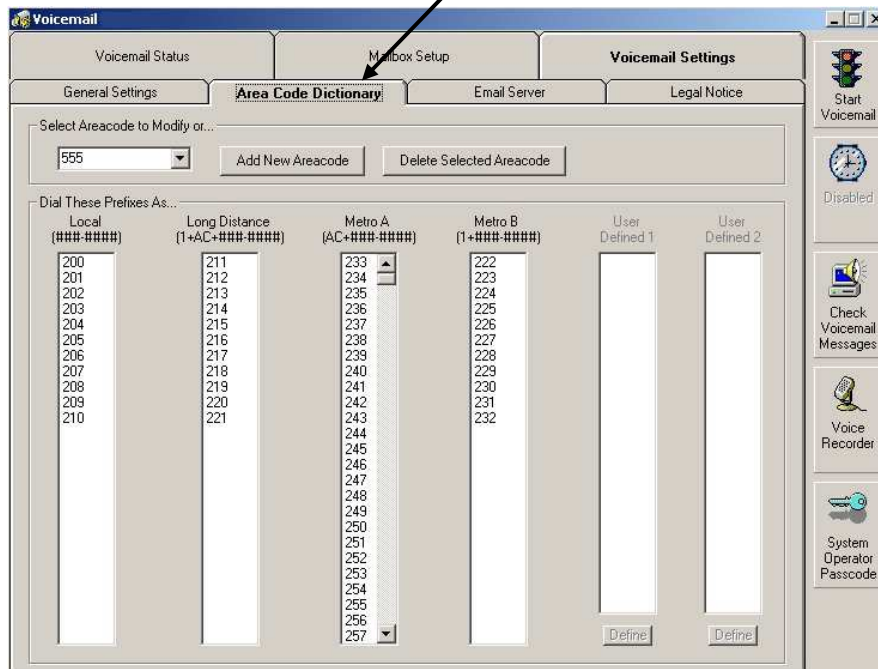 Voicemail
Voicemail Status
Mailbox Setup
Voicemail Settings
General Settings
Area Code Dictionary
Email Server
Legal Notice
Select Areacode to Modify or...
555
Add New Areacode
Delete Selected Areacode
Dial These Prefixes As...
Local
(###-####)
200
201
202
203
204
205
206
207
208
209
210
Long Distance
(1+AC+###-####)
211
212
213
214
215
216
217
218
219
220
221
Metro A
(AC+###-####)
233
234
235
236
237
238
239
240
241
242
243
244
245
246
247
248
249
250
251
252
253
254
255
256
257
Metro B
(1+###-####)
222
223
224
225
226
227
228
229
230
231
232
User
Defined 1
Define
User
Defined 2
Define
Start
Voicemail
Disabled
Check
Voicemail
Messages
Voice
Recorder
System
Operator
Passcode